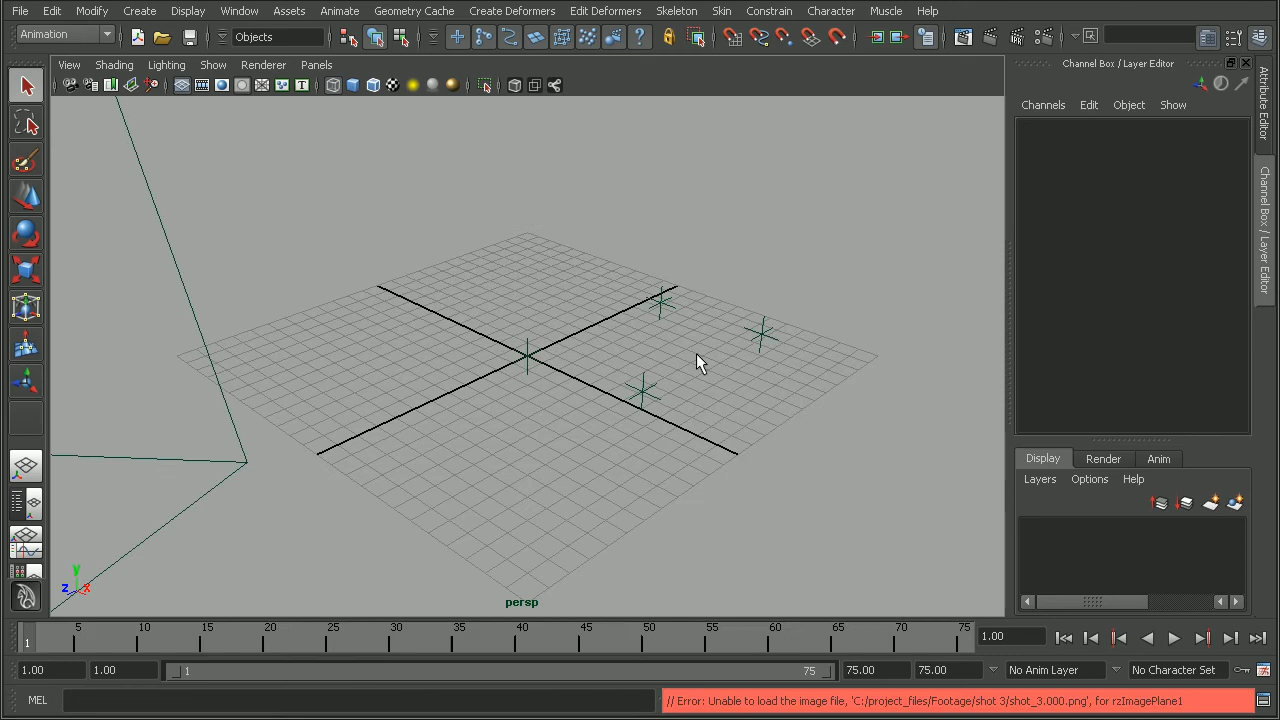 File Edit Modify Create Display Window Assets Animate Geometry Cache Create Deformers Edit Deformers Skeleton Skin Constrain Character Muscle Help
Animation Objects
View Shading Lighting Show Renderer Panels
Channel Box / Layer Editor
Channels Edit Object Show
Attribute Editor
Channel Box / Layer Editor
Display Render Anim
Layers Options Help
y
z x
persp
5 10 15 20 25 30 35 40 45 50 55 60 65 70 75
1 1.00
1.00 1.00 1 75 75.00 75.00 No Anim Layer No Character Set
MEL // Error: Unable to load the image file, 'C:/project_files/Footage/shot 3/shot_3.000.png', for rzImagePlane1